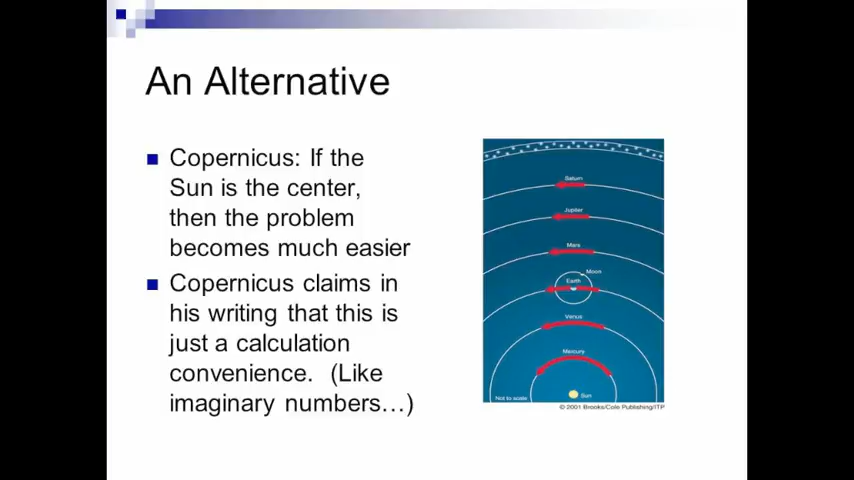 An Alternative
Copernicus: If the
Sun is the center,
then the problem
becomes much easier
Copernicus claims in
his writing that this is
just a calculation
convenience. (Like
imaginary numbers…)
Saturn
Jupiter
Mars
Moon
Earth
Venus
Mercury
Sun
Not to scale
© 2001 Brooks/Cole Publishing/ITP